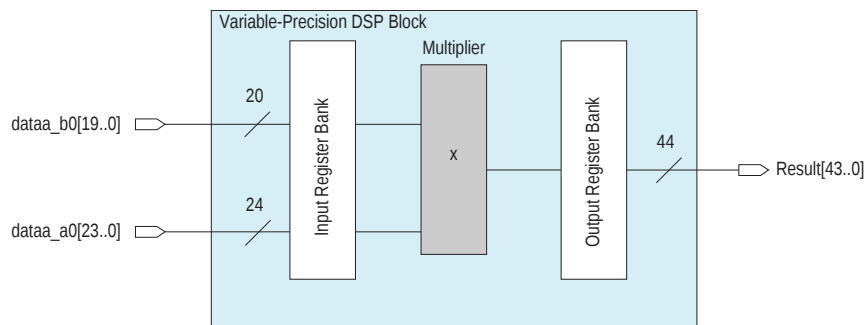 Variable-Precision DSP Block
Multiplier
dataa_b0[19..0]
20
Input Register Bank
x
Output Register Bank
44
Result[43..0]
dataa_a0[23..0]
24